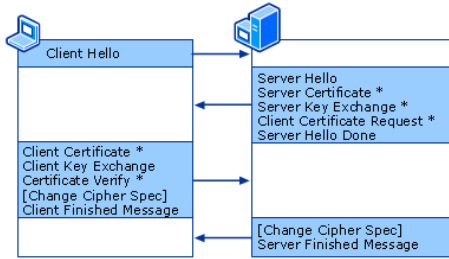 Client Hello
Server Hello
Server Certificate *
Server Key Exchange *
Client Certificate Request *
Server Hello Done
Client Certificate *
Client Key Exchange
Certificate Verify *
[Change Cipher Spec]
Client Finished Message
[Change Cipher Spec]
Server Finished Message